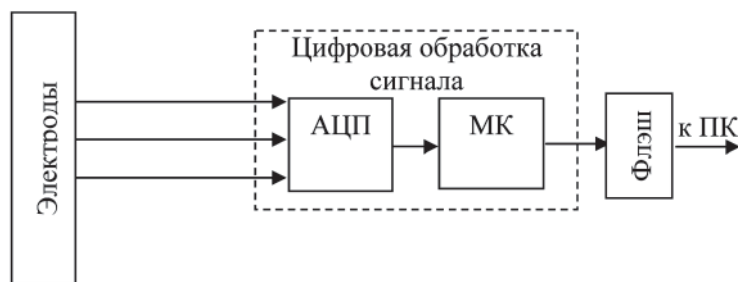 Электроды
Цифровая обработка
сигнала
АЦП
МК
Флэш
к ПК